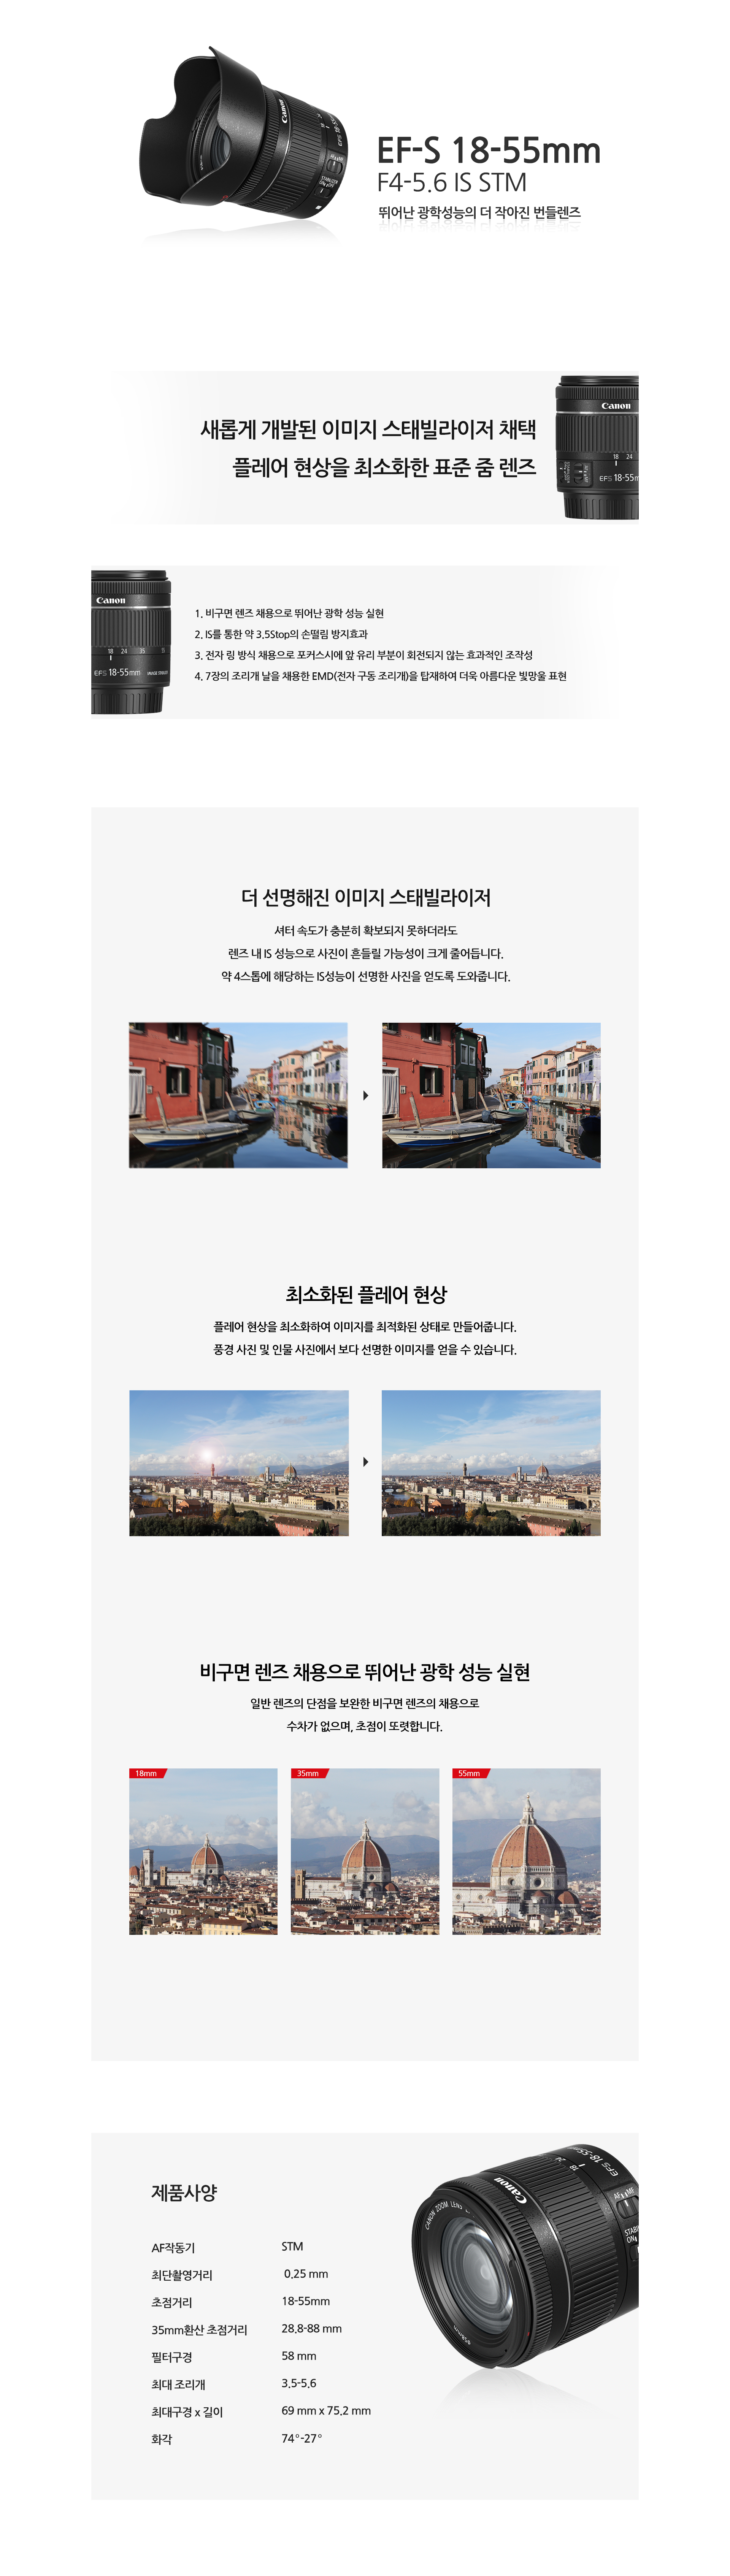 Canon
EF-S 18-55mm
F4-5.6 IS STM
뛰어난 광학성능의 더 작아진 번들렌즈
새롭게 개발된 이미지 스태빌라이저 채택
플레어 현상을 최소화한 표준 줌 렌즈
Canon
18 24
EFS 18-55m
Canon
18 24 35 55
EFS 18-55mm IMAGE STABILIZER
1. 비구면 렌즈 채용으로 뛰어난 광학 성능 실현
2. IS를 통한 약 3.5Stop의 손떨림 방지효과
3. 전자 링 방식 채용으로 포커스시에 앞 유리 부분이 회전되지 않는 효과적인 조작성
4. 7장의 조리개 날을 채용한 EMD(전자 구동 조리개)을 탑재하여 더욱 아름다운 빛망울 표현
더 선명해진 이미지 스태빌라이저
셔터 속도가 충분히 확보되지 못하더라도
렌즈 내 IS 성능으로 사진이 흔들릴 가능성이 크게 줄어듭니다.
약 4스톱에 해당하는 IS성능이 선명한 사진을 얻도록 도와줍니다.
최소화된 플레어 현상
플레어 현상을 최소화하여 이미지를 최적화된 상태로 만들어줍니다.
풍경 사진 및 인물 사진에서 보다 선명한 이미지를 얻을 수 있습니다.
비구면 렌즈 채용으로 뛰어난 광학 성능 실현
일반 렌즈의 단점을 보완한 비구면 렌즈의 채용으로
수차가 없으며, 초점이 또렷합니다.
18mm 35mm 55mm
제품사양
AF작동기 STM
최단촬영거리 0.25 mm
초점거리 18-55mm
35mm환산 초점거리 28.8-88 mm
필터구경 58 mm
최대 조리개 3.5-5.6
최대구경 x 길이 69 mm x 75.2 mm
화각 74°-27°
Canon
CANON ZOOM LENS